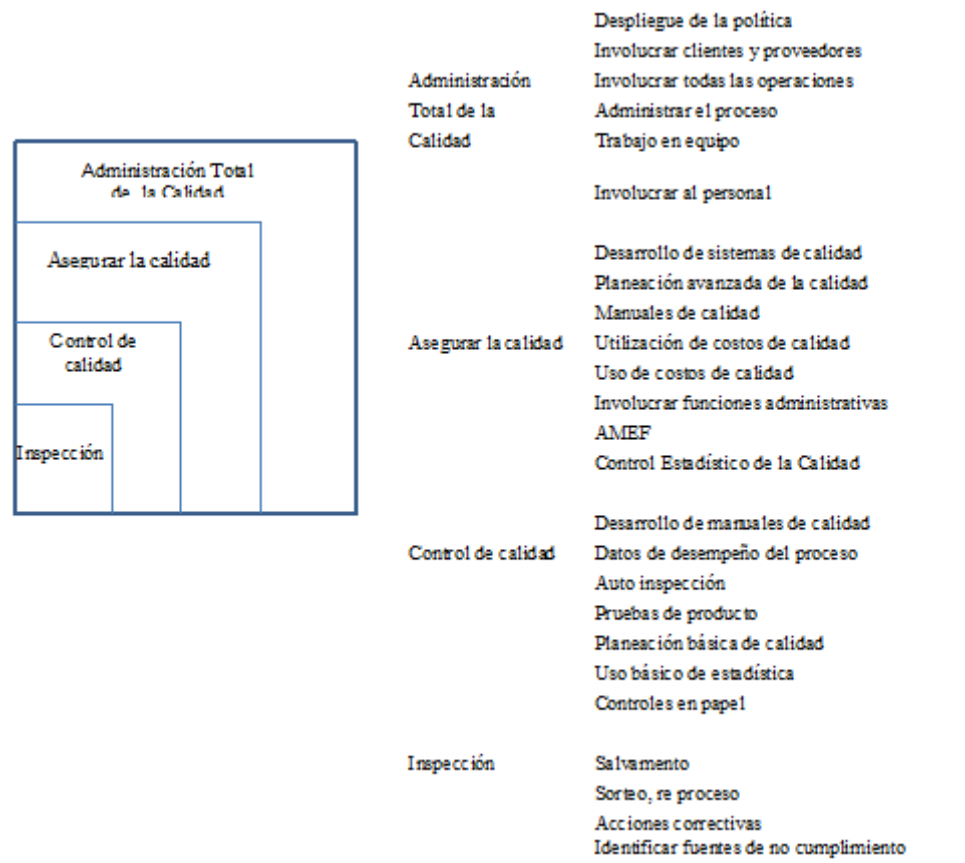 Administración Total
de la Calidad
Asegurar la calidad
Control de
calidad
Inspección
Despliegue de la política
Involucrar clientes y proveedores
Administración Involucrar todas las operaciones
Total de la Administrar el proceso
Calidad Trabajo en equipo
Involucrar al personal
Desarrollo de sistemas de calidad
Planeación avanzada de la calidad
Manuales de calidad
Asegurar la calidad Utilización de costos de calidad
Uso de costos de calidad
Involucrar funciones administrativas
AMEF
Control Estadístico de la Calidad
Desarrollo de manuales de calidad
Control de calidad Datos de desempeño del proceso
Auto inspección
Pruebas de producto
Planeación básica de calidad
Uso básico de estadística
Controles en papel
Inspección Salvamento
Sorteo, re proceso
Acciones correctivas
Identificar fuentes de no cumplimiento